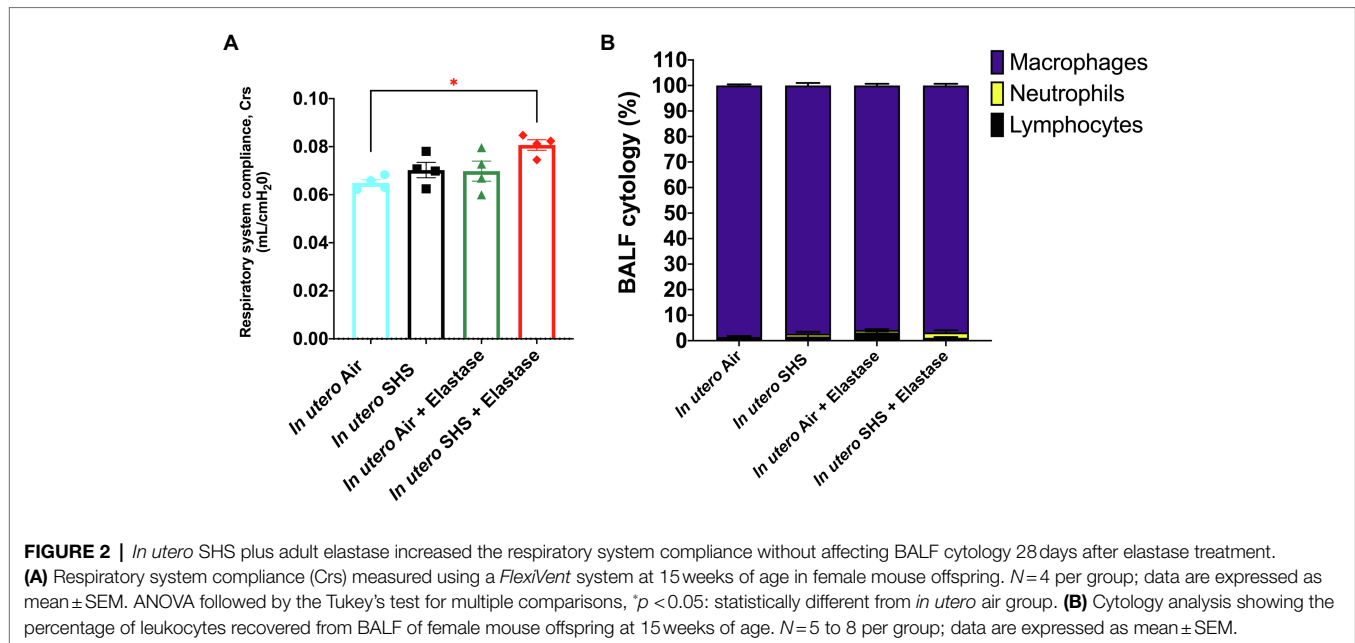 A
*
Respiratory system compliance, Crs
(mL/cmH₂0)
0.10
0.08
0.06
0.04
0.02
0.00
In utero Air
In utero SHS
In utero Air + Elastase
In utero SHS + Elastase
B
BALF cytology (%)
110
100
90
80
70
60
50
40
30
20
10
0
In utero Air
In utero SHS
In utero Air + Elastase
In utero SHS + Elastase
Macrophages
Neutrophils
Lymphocytes
FIGURE 2 | In utero SHS plus adult elastase increased the respiratory system compliance without affecting BALF cytology 28 days after elastase treatment.
(A) Respiratory system compliance (Crs) measured using a FlexiVent system at 15 weeks of age in female mouse offspring. N = 4 per group; data are expressed as
mean ± SEM. ANOVA followed by the Tukey's test for multiple comparisons, *p < 0.05: statistically different from in utero air group. (B) Cytology analysis showing the
percentage of leukocytes recovered from BALF of female mouse offspring at 15 weeks of age. N = 5 to 8 per group; data are expressed as mean ± SEM.